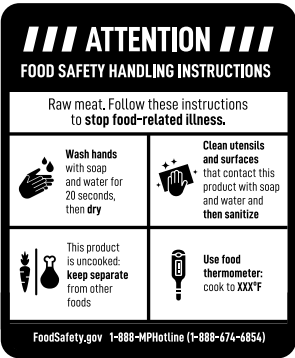 /// ATTENTION ///
FOOD SAFETY HANDLING INSTRUCTIONS
Raw meat. Follow these instructions
to stop food-related illness.
Wash hands
with soap
and water for
20 seconds,
then dry
Clean utensils
and surfaces
that contact this
product with soap
and water and
then sanitize
This product
is uncooked:
keep separate
from other
foods
Use food
thermometer:
cook to XXX°F
FoodSafety.gov 1-888-MPHotline (1-888-674-6854)